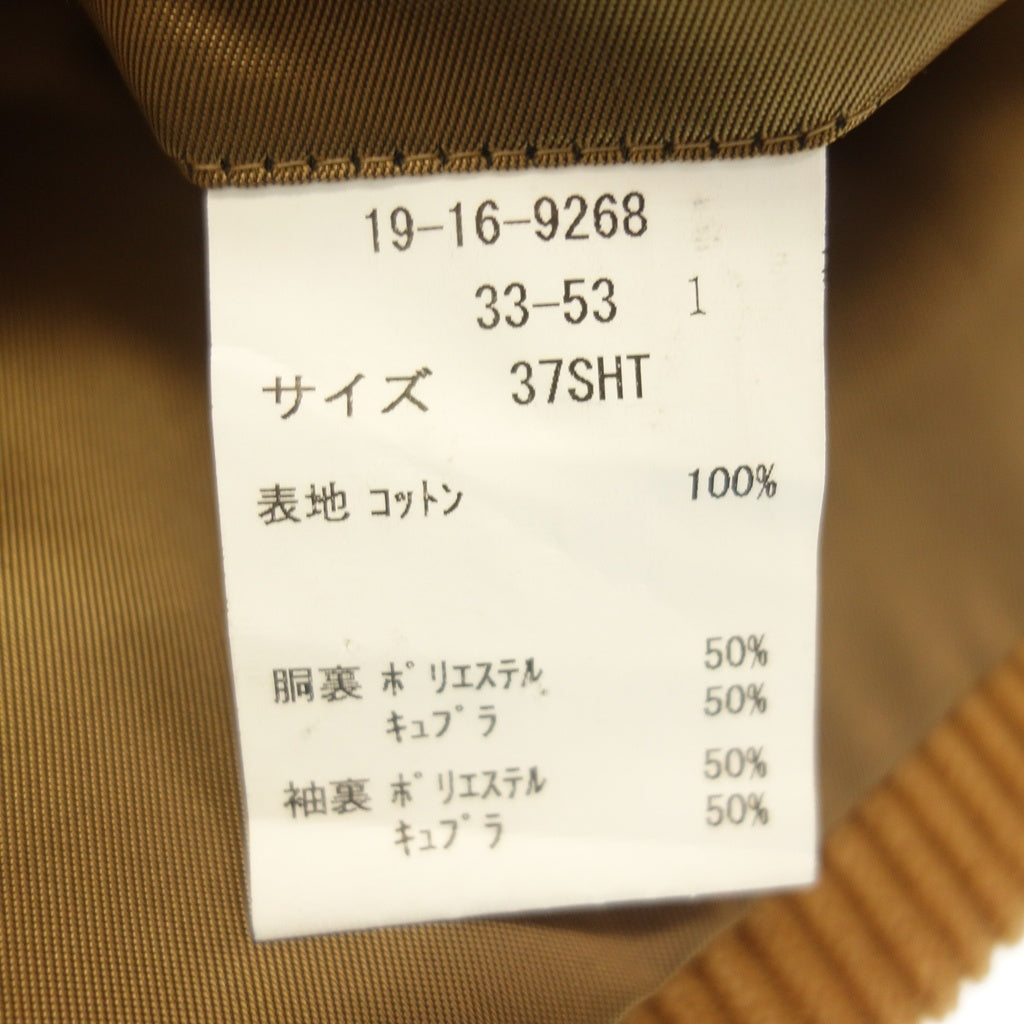 19-16-9268
33-53 1
サイズ 37SHT
表地 ｺｯﾄﾝ 100%
胴裏 ﾎﾟﾘｴｽﾃﾙ 50%
ｷｭﾌﾟﾗ 50%
袖裏 ﾎﾟﾘｴｽﾃﾙ 50%
ｷｭﾌﾟﾗ 50%